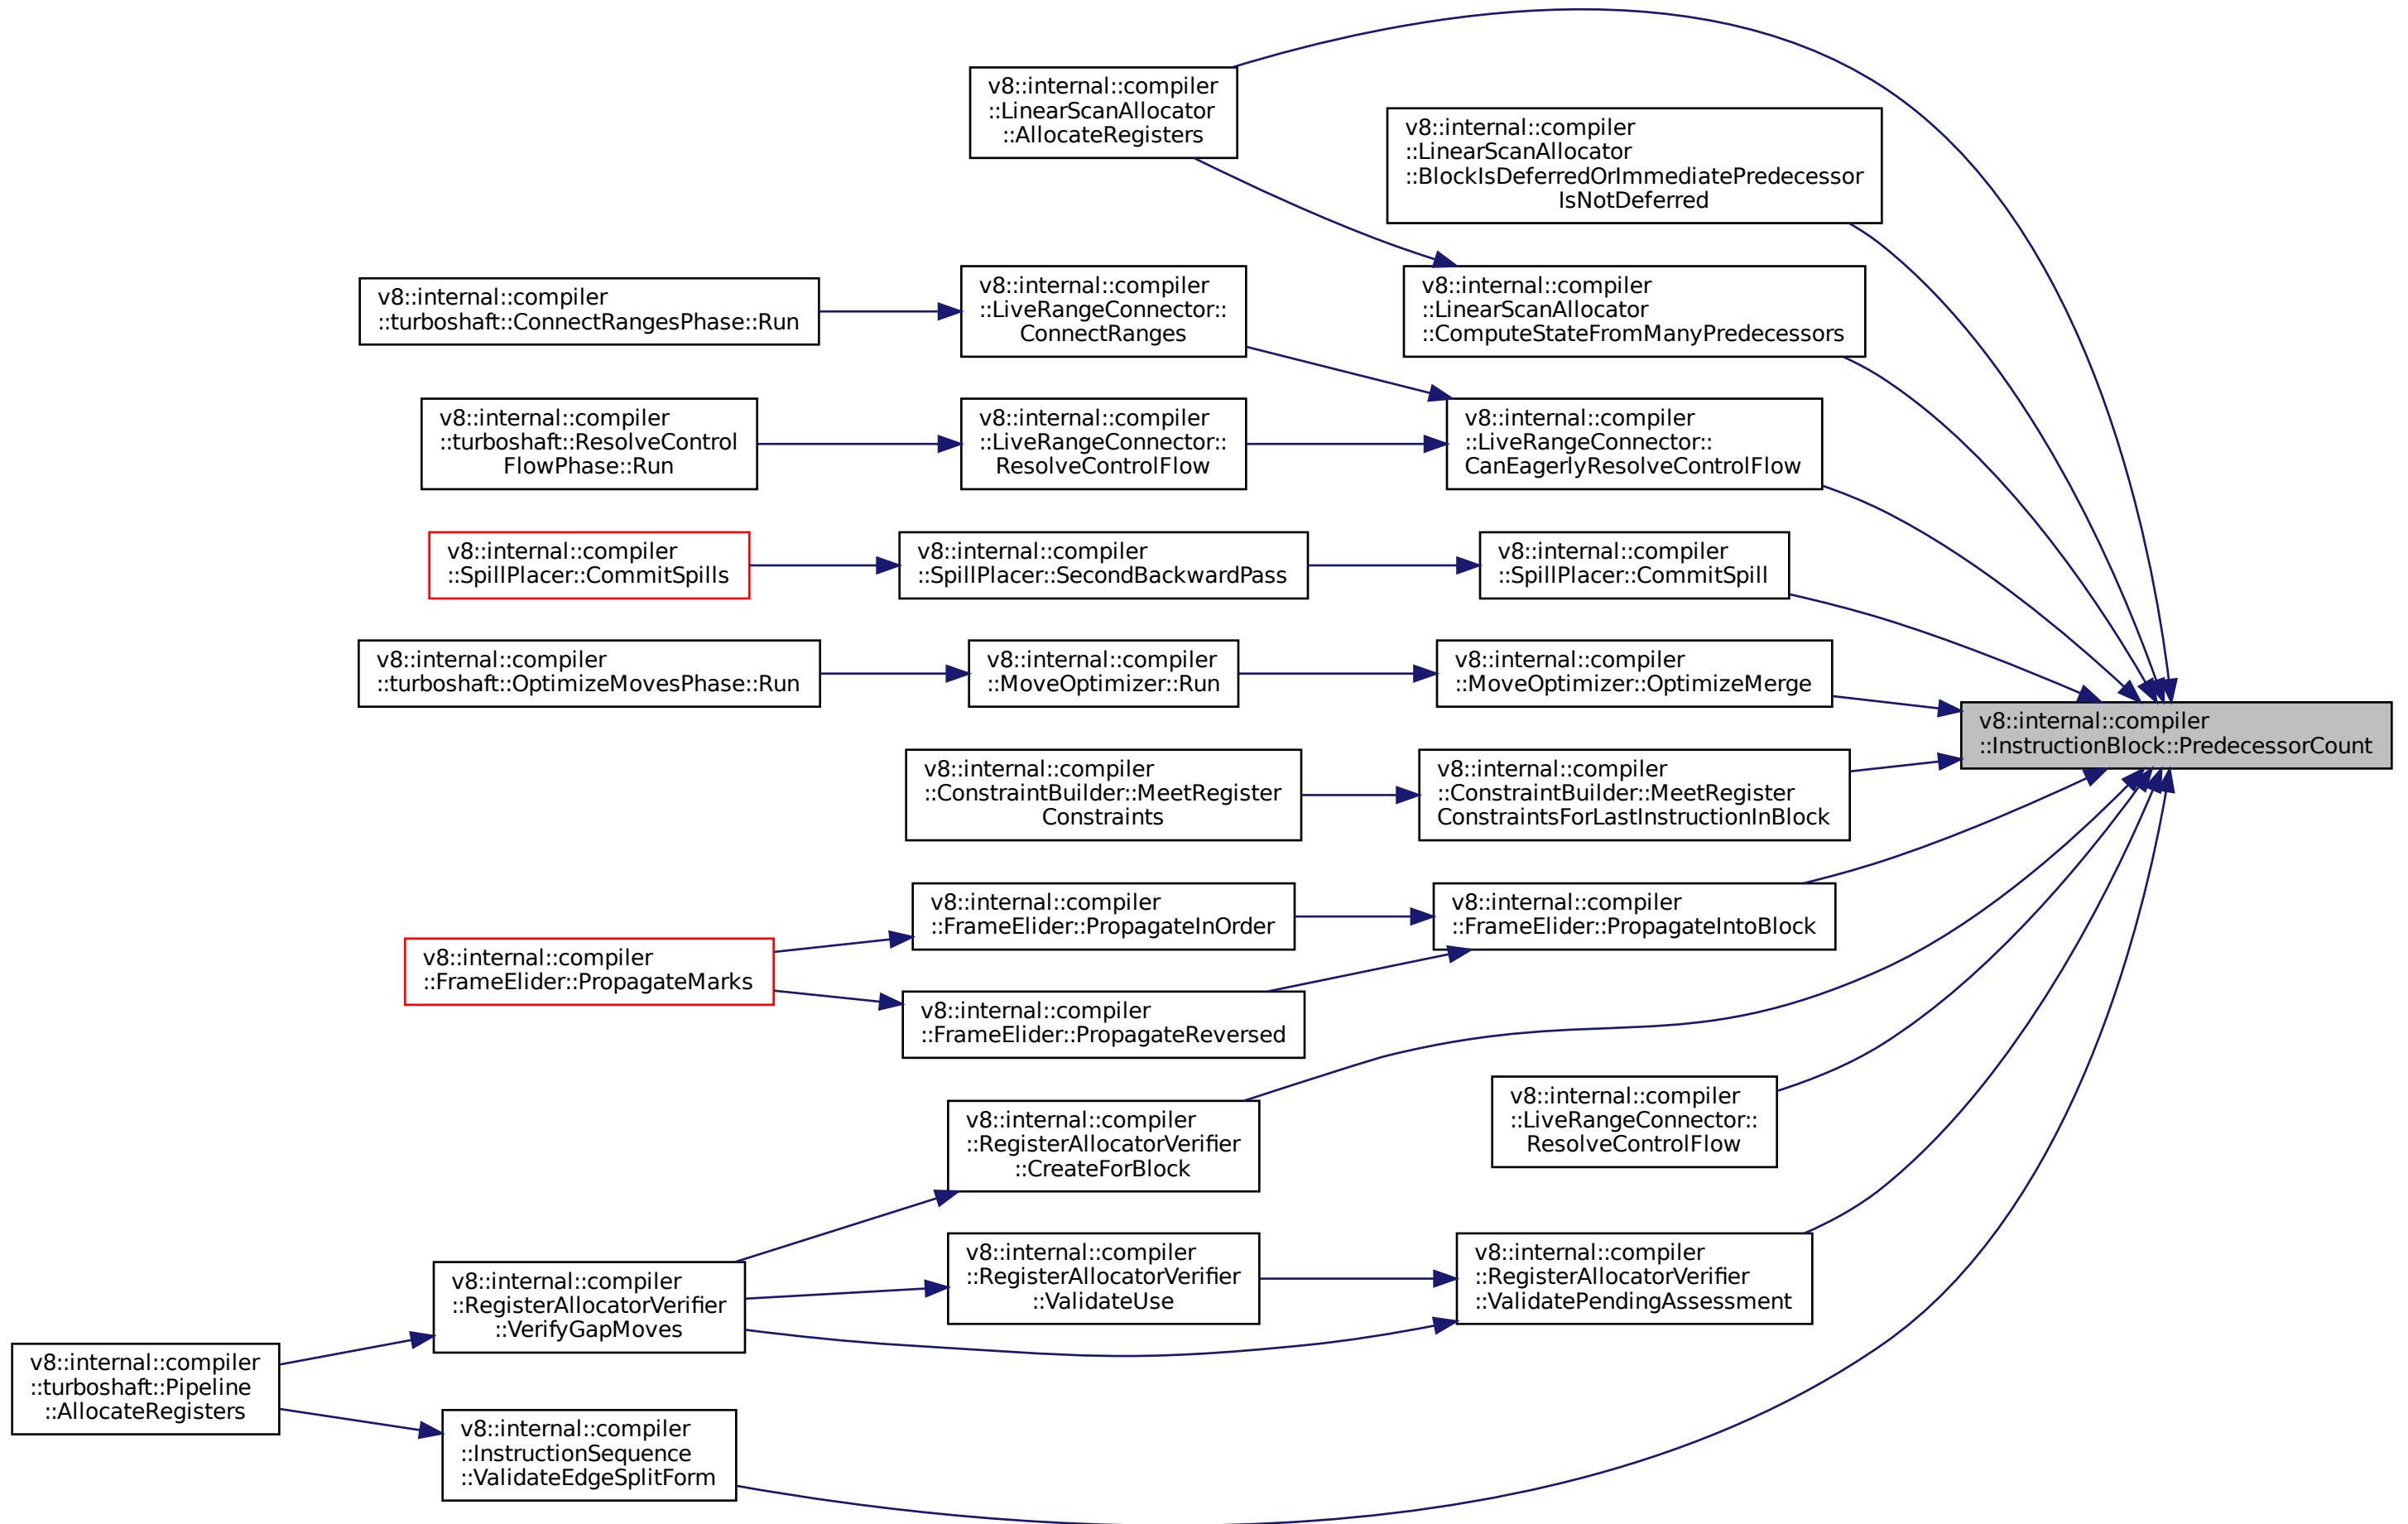 v8::internal::compiler
::LinearScanAllocator
::AllocateRegisters
v8::internal::compiler
::LinearScanAllocator
::BlockIsDeferredOrImmediatePredecessor
IsNotDeferred
v8::internal::compiler
::turboshaft::ConnectRangesPhase::Run
v8::internal::compiler
::LiveRangeConnector::
ConnectRanges
v8::internal::compiler
::LinearScanAllocator
::ComputeStateFromManyPredecessors
v8::internal::compiler
::turboshaft::ResolveControl
FlowPhase::Run
v8::internal::compiler
::LiveRangeConnector::
ResolveControlFlow
v8::internal::compiler
::LiveRangeConnector::
CanEagerlyResolveControlFlow
v8::internal::compiler
::SpillPlacer::CommitSpills
v8::internal::compiler
::SpillPlacer::SecondBackwardPass
v8::internal::compiler
::SpillPlacer::CommitSpill
v8::internal::compiler
::turboshaft::OptimizeMovesPhase::Run
v8::internal::compiler
::MoveOptimizer::Run
v8::internal::compiler
::MoveOptimizer::OptimizeMerge
v8::internal::compiler
::InstructionBlock::PredecessorCount
v8::internal::compiler
::ConstraintBuilder::MeetRegister
Constraints
v8::internal::compiler
::ConstraintBuilder::MeetRegister
ConstraintsForLastInstructionInBlock
v8::internal::compiler
::FrameElider::PropagateMarks
v8::internal::compiler
::FrameElider::PropagateInOrder
v8::internal::compiler
::FrameElider::PropagateIntoBlock
v8::internal::compiler
::FrameElider::PropagateReversed
v8::internal::compiler
::RegisterAllocatorVerifier
::CreateForBlock
v8::internal::compiler
::LiveRangeConnector::
ResolveControlFlow
v8::internal::compiler
::RegisterAllocatorVerifier
::VerifyGapMoves
v8::internal::compiler
::RegisterAllocatorVerifier
::ValidateUse
v8::internal::compiler
::RegisterAllocatorVerifier
::ValidatePendingAssessment
v8::internal::compiler
::turboshaft::Pipeline
::AllocateRegisters
v8::internal::compiler
::InstructionSequence
::ValidateEdgeSplitForm